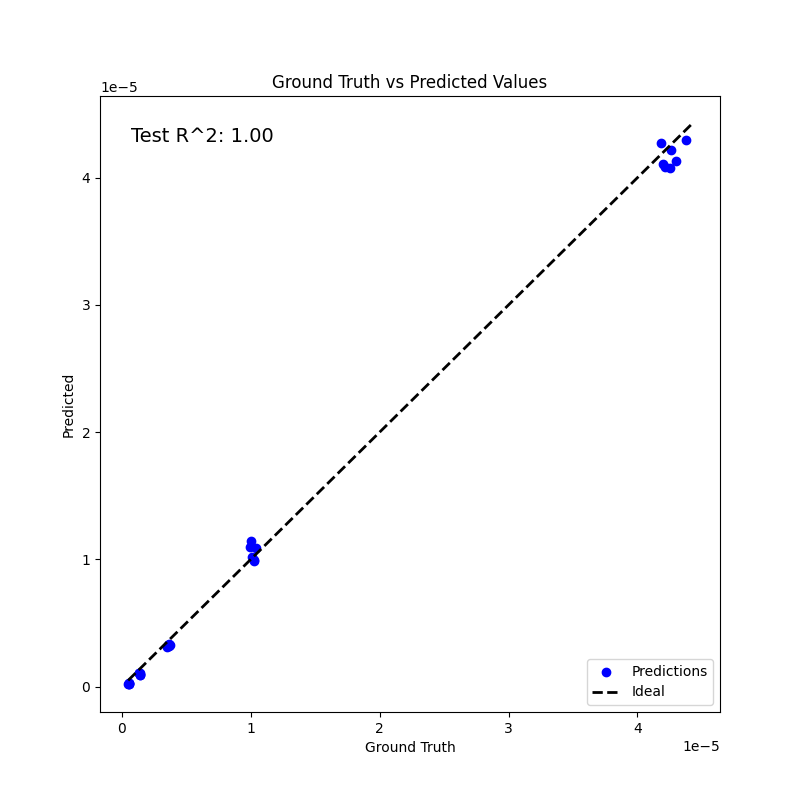 Ground Truth vs Predicted Values
1e−5
Test R^2: 1.00
4
3
2
1
0
Predicted
Predictions
Ideal
0 1 2 3 4
1e−5
Ground Truth